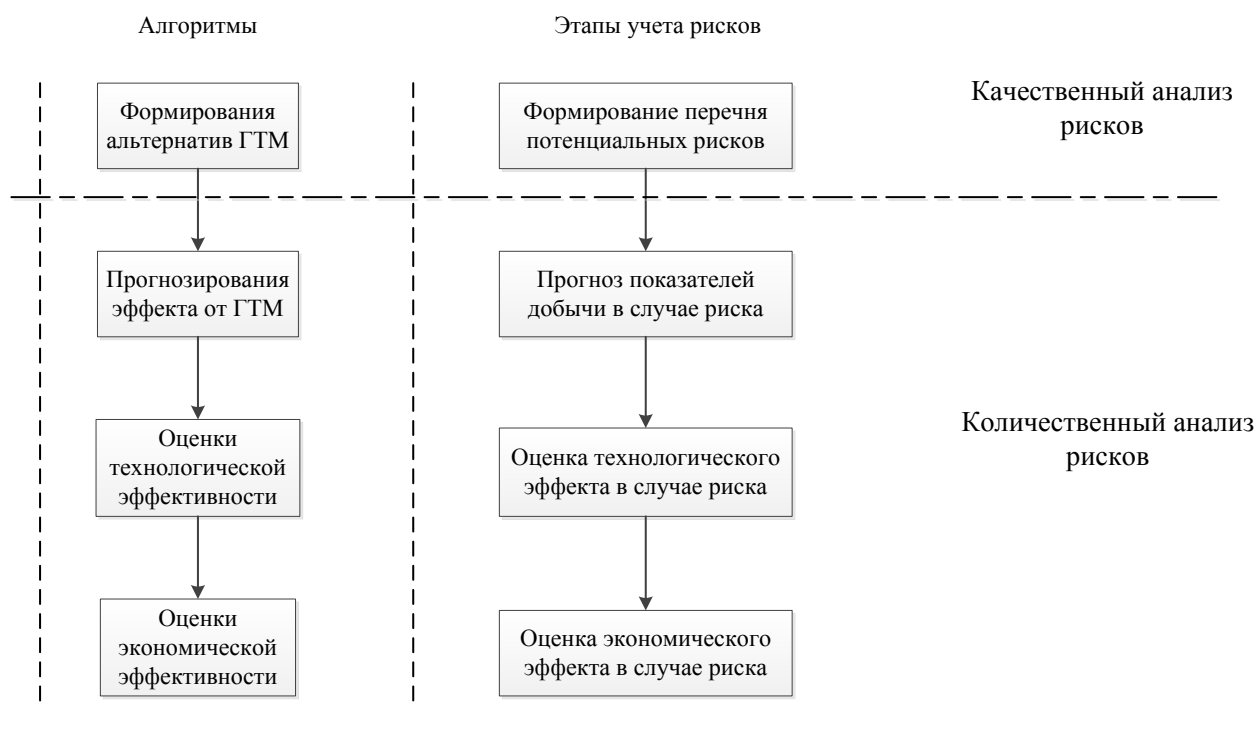 Алгоритмы
Этапы учета рисков
Формирования
альтернатив ГТМ
Формирование перечня
потенциальных рисков
Качественный анализ
рисков
Прогнозирования
эффекта от ГТМ
Прогноз показателей
добычи в случае риска
Оценки
технологической
эффективности
Оценка технологического
эффекта в случае риска
Количественный анализ
рисков
Оценки
экономической
эффективности
Оценка экономического
эффекта в случае риска